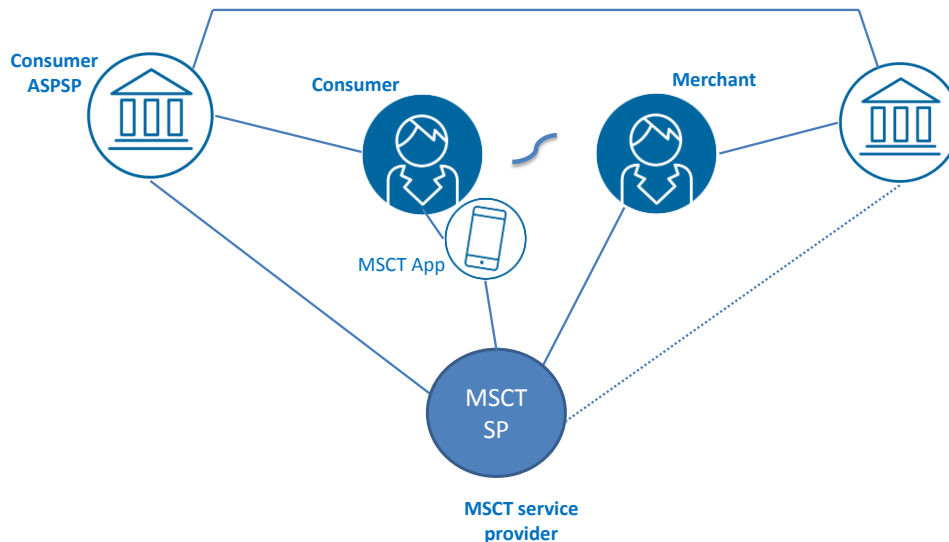 Consumer
ASPSP
Consumer
Merchant
MSCT App
MSCT
SP
MSCT service
provider